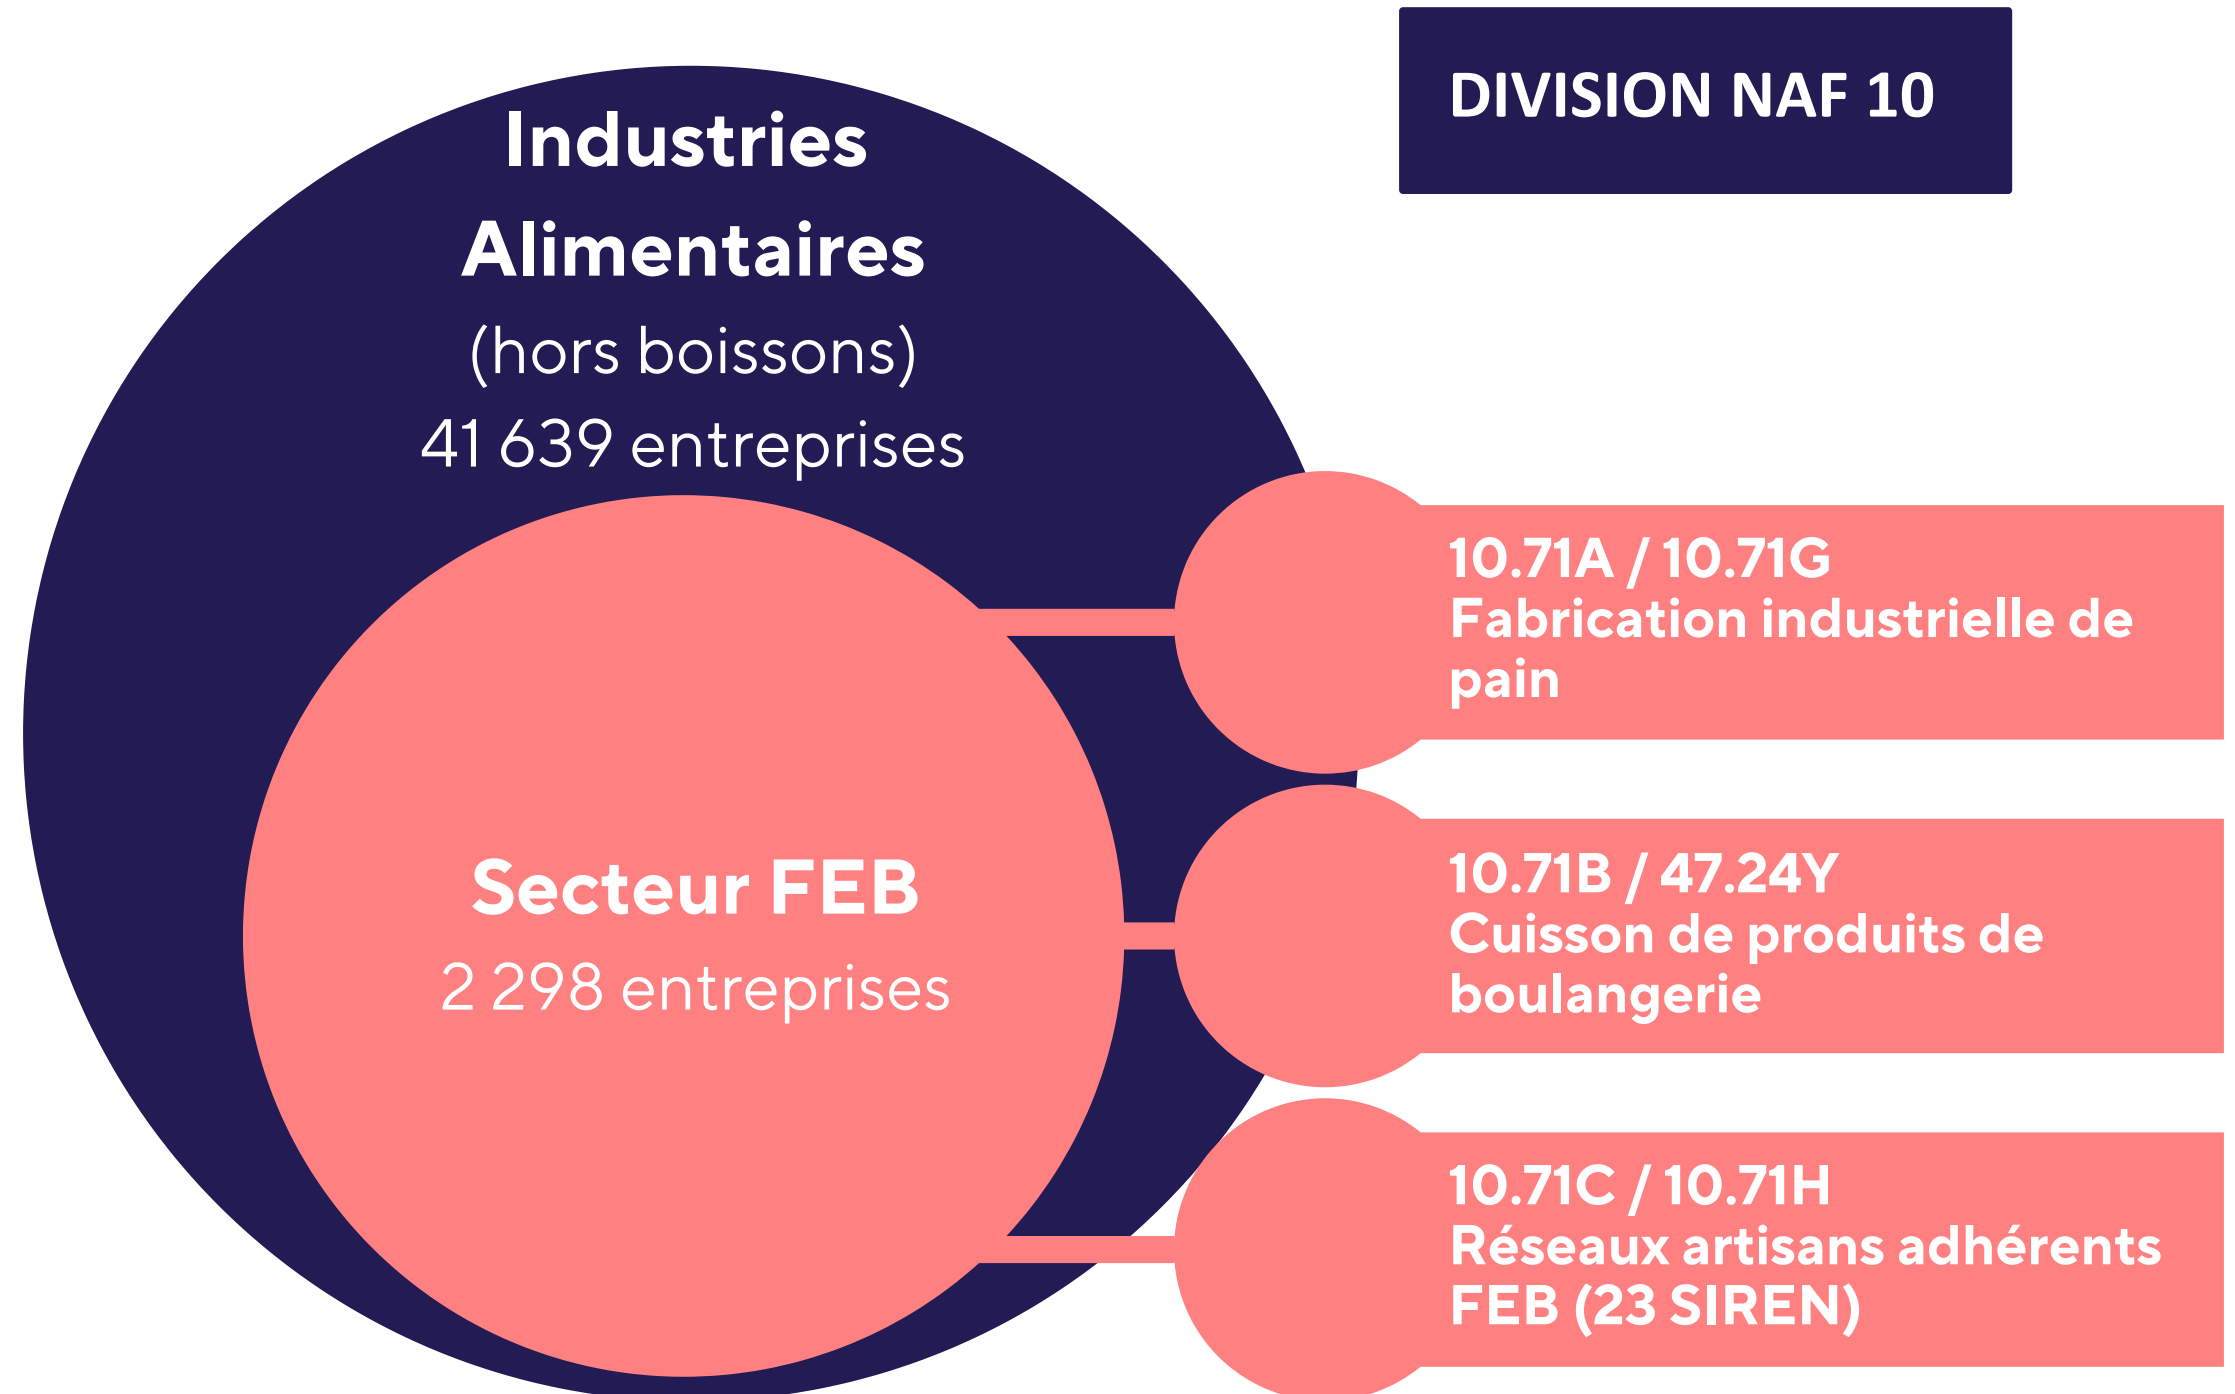 DIVISION NAF 10
Industries
Alimentaires
(hors boissons)
41 639 entreprises
Secteur FEB
2 298 entreprises
10.71A / 10.71G
Fabrication industrielle de
pain
10.71B / 47.24Y
Cuisson de produits de
boulangerie
10.71C / 10.71H
Réseaux artisans adhérents
FEB (23 SIREN)